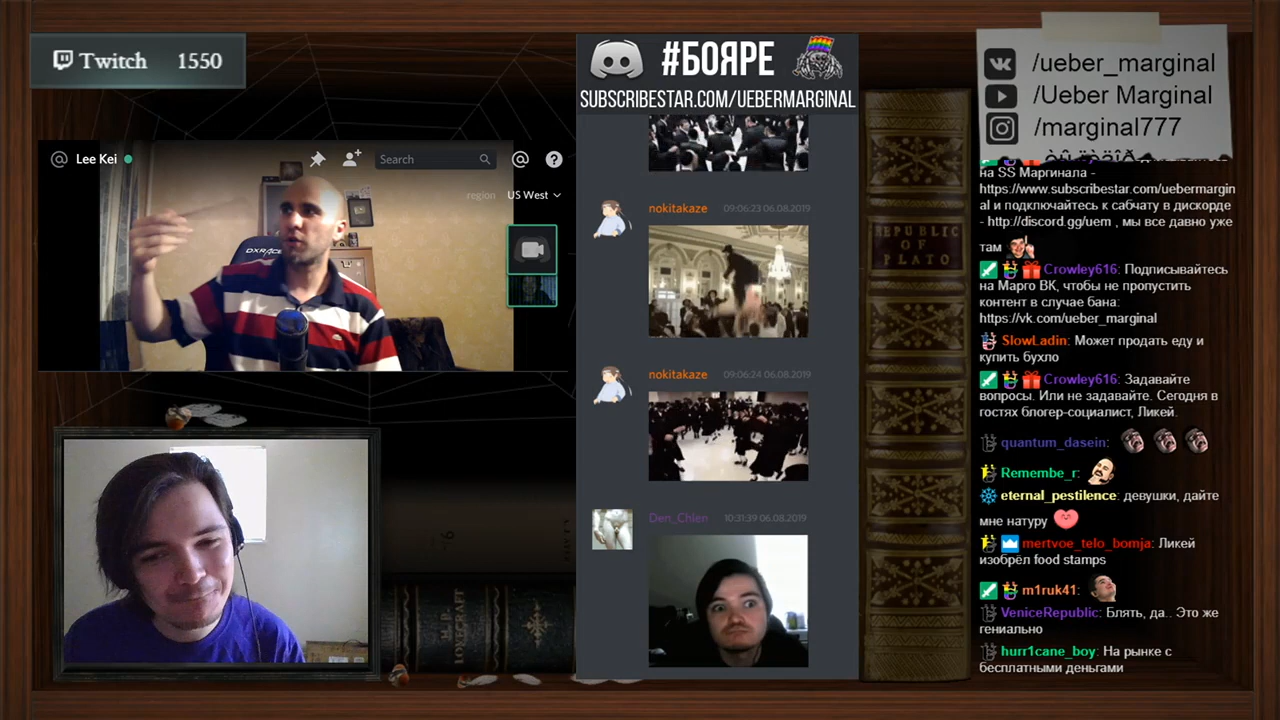 Twitch 1550
Lee Kei
Search
region US West
DXRACER
#БОЯРЕ
SUBSCRIBESTAR.COM/UEBERMARGINAL
nokitakaze 09:06:23 06.08.2019
nokitakaze 09:06:24 06.08.2019
Den_Chlen 10:31:39 06.08.2019
REPUBLIC
OF
PLATO
H.P.
LOVECRAFT
/ueber_marginal
/Ueber Marginal
/marginal777
на SS Маргинала -
https://www.subscribestar.com/uebermargin
al и подключайтесь к сабчату в дискорде
- http://discord.gg/uem , мы все давно уже
там
Crowley616: Подписывайтесь
на Марго ВК, чтобы не пропустить
контент в случае бана:
https://vk.com/ueber_marginal
SlowLadin: Может продать еду и
купить бухло
Crowley616: Задавайте
вопросы. Или не задавайте. Сегодня в
гостях блогер-социалист, Ликей.
quantum_dasein:
Remembe_r:
eternal_pestilence: девушки, дайте
мне натуру
mertvoe_telo_bomja: Ликей
изобрёл food stamps
m1ruk41:
VeniceRepublic: Блять, да.. Это же
гениально
hurr1cane_boy: На рынке с
бесплатными деньгами